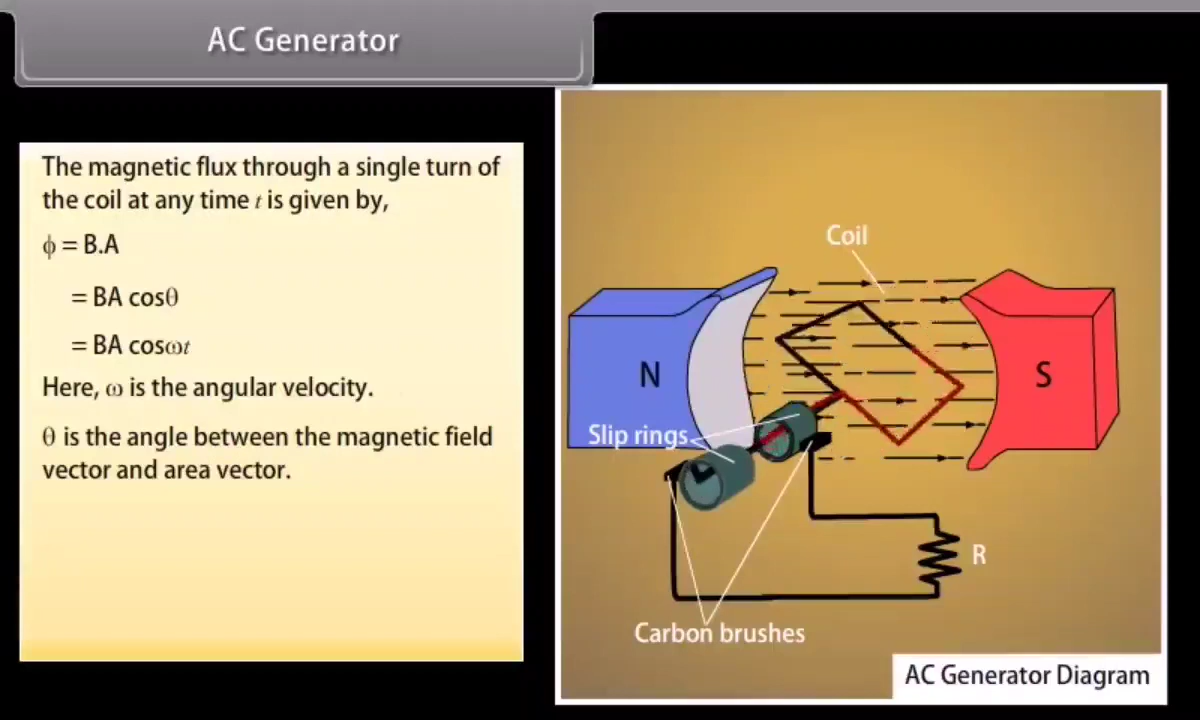 AC Generator
The magnetic flux through a single turn of
the coil at any time t is given by,
ϕ = B.A
= BA cosθ
= BA cosωt
Here, ω is the angular velocity.
θ is the angle between the magnetic field
vector and area vector.
Coil
N
S
Slip rings
R
Carbon brushes
AC Generator Diagram